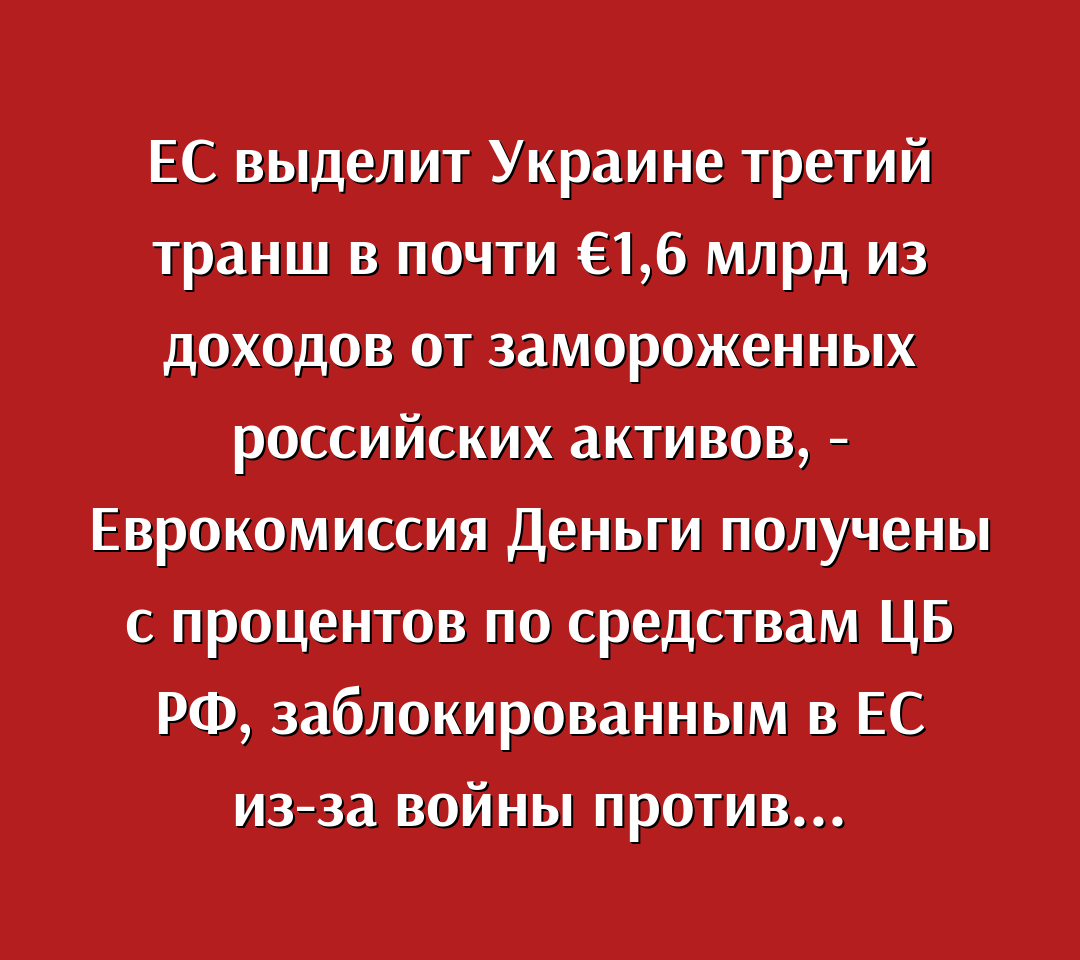 ЕС выделит Украине третий
транш в почти €1,6 млрд из
доходов от замороженных
российских активов, -
Еврокомиссия Деньги получены
с процентов по средствам ЦБ
РФ, заблокированным в ЕС
из-за войны против...